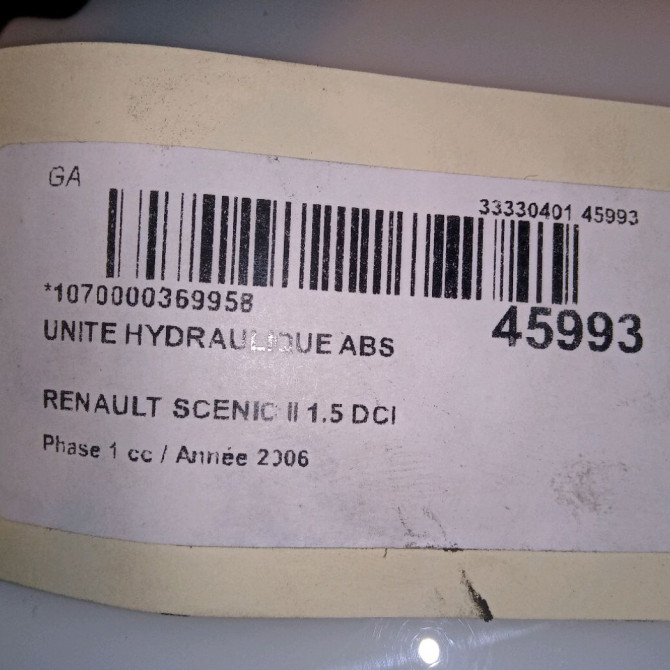 GA
33330401 45993
*1070000369958
45993
UNITE HYDRAULIQUE ABS
RENAULT SCENIC II 1.5 DCI
Phase 1 cc / Année 2006